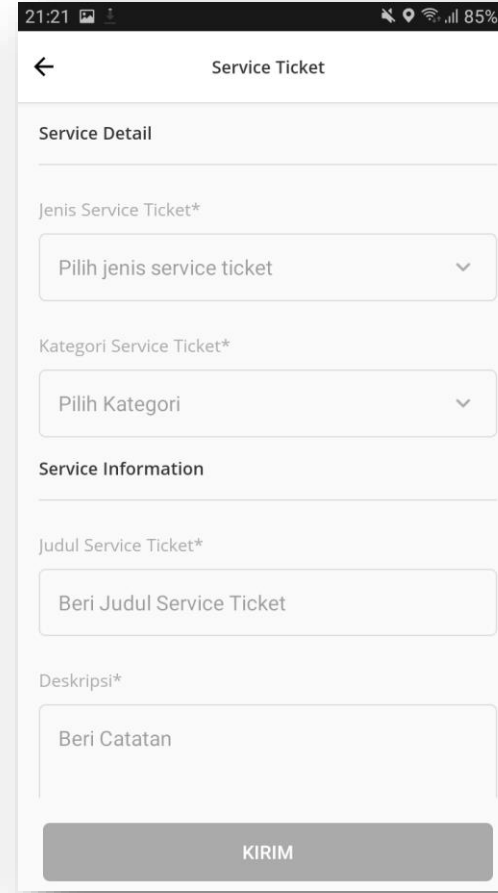 21:21 85%
Service Ticket
Service Detail
Jenis Service Ticket*
Pilih jenis service ticket
Kategori Service Ticket*
Pilih Kategori
Service Information
Judul Service Ticket*
Beri Judul Service Ticket
Deskripsi*
Beri Catatan
KIRIM